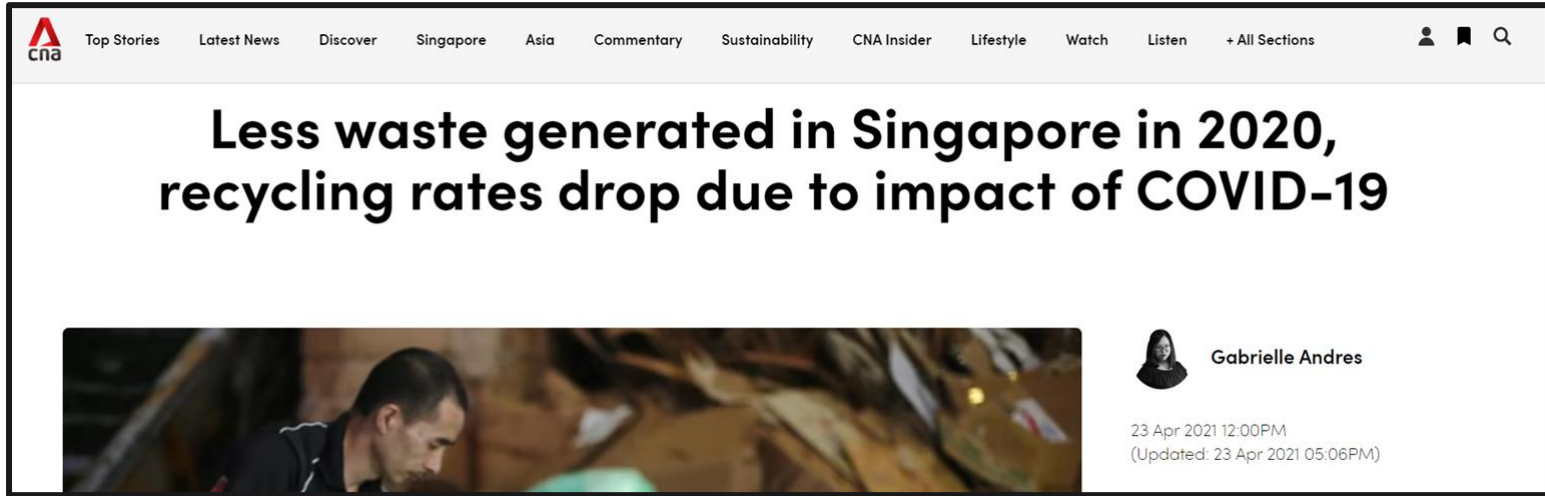 cna
Top Stories Latest News Discover Singapore Asia Commentary Sustainability CNA Insider Lifestyle Watch Listen + All Sections
Less waste generated in Singapore in 2020,
recycling rates drop due to impact of COVID-19
Gabrielle Andres
23 Apr 2021 12:00PM
(Updated: 23 Apr 2021 05:06PM)